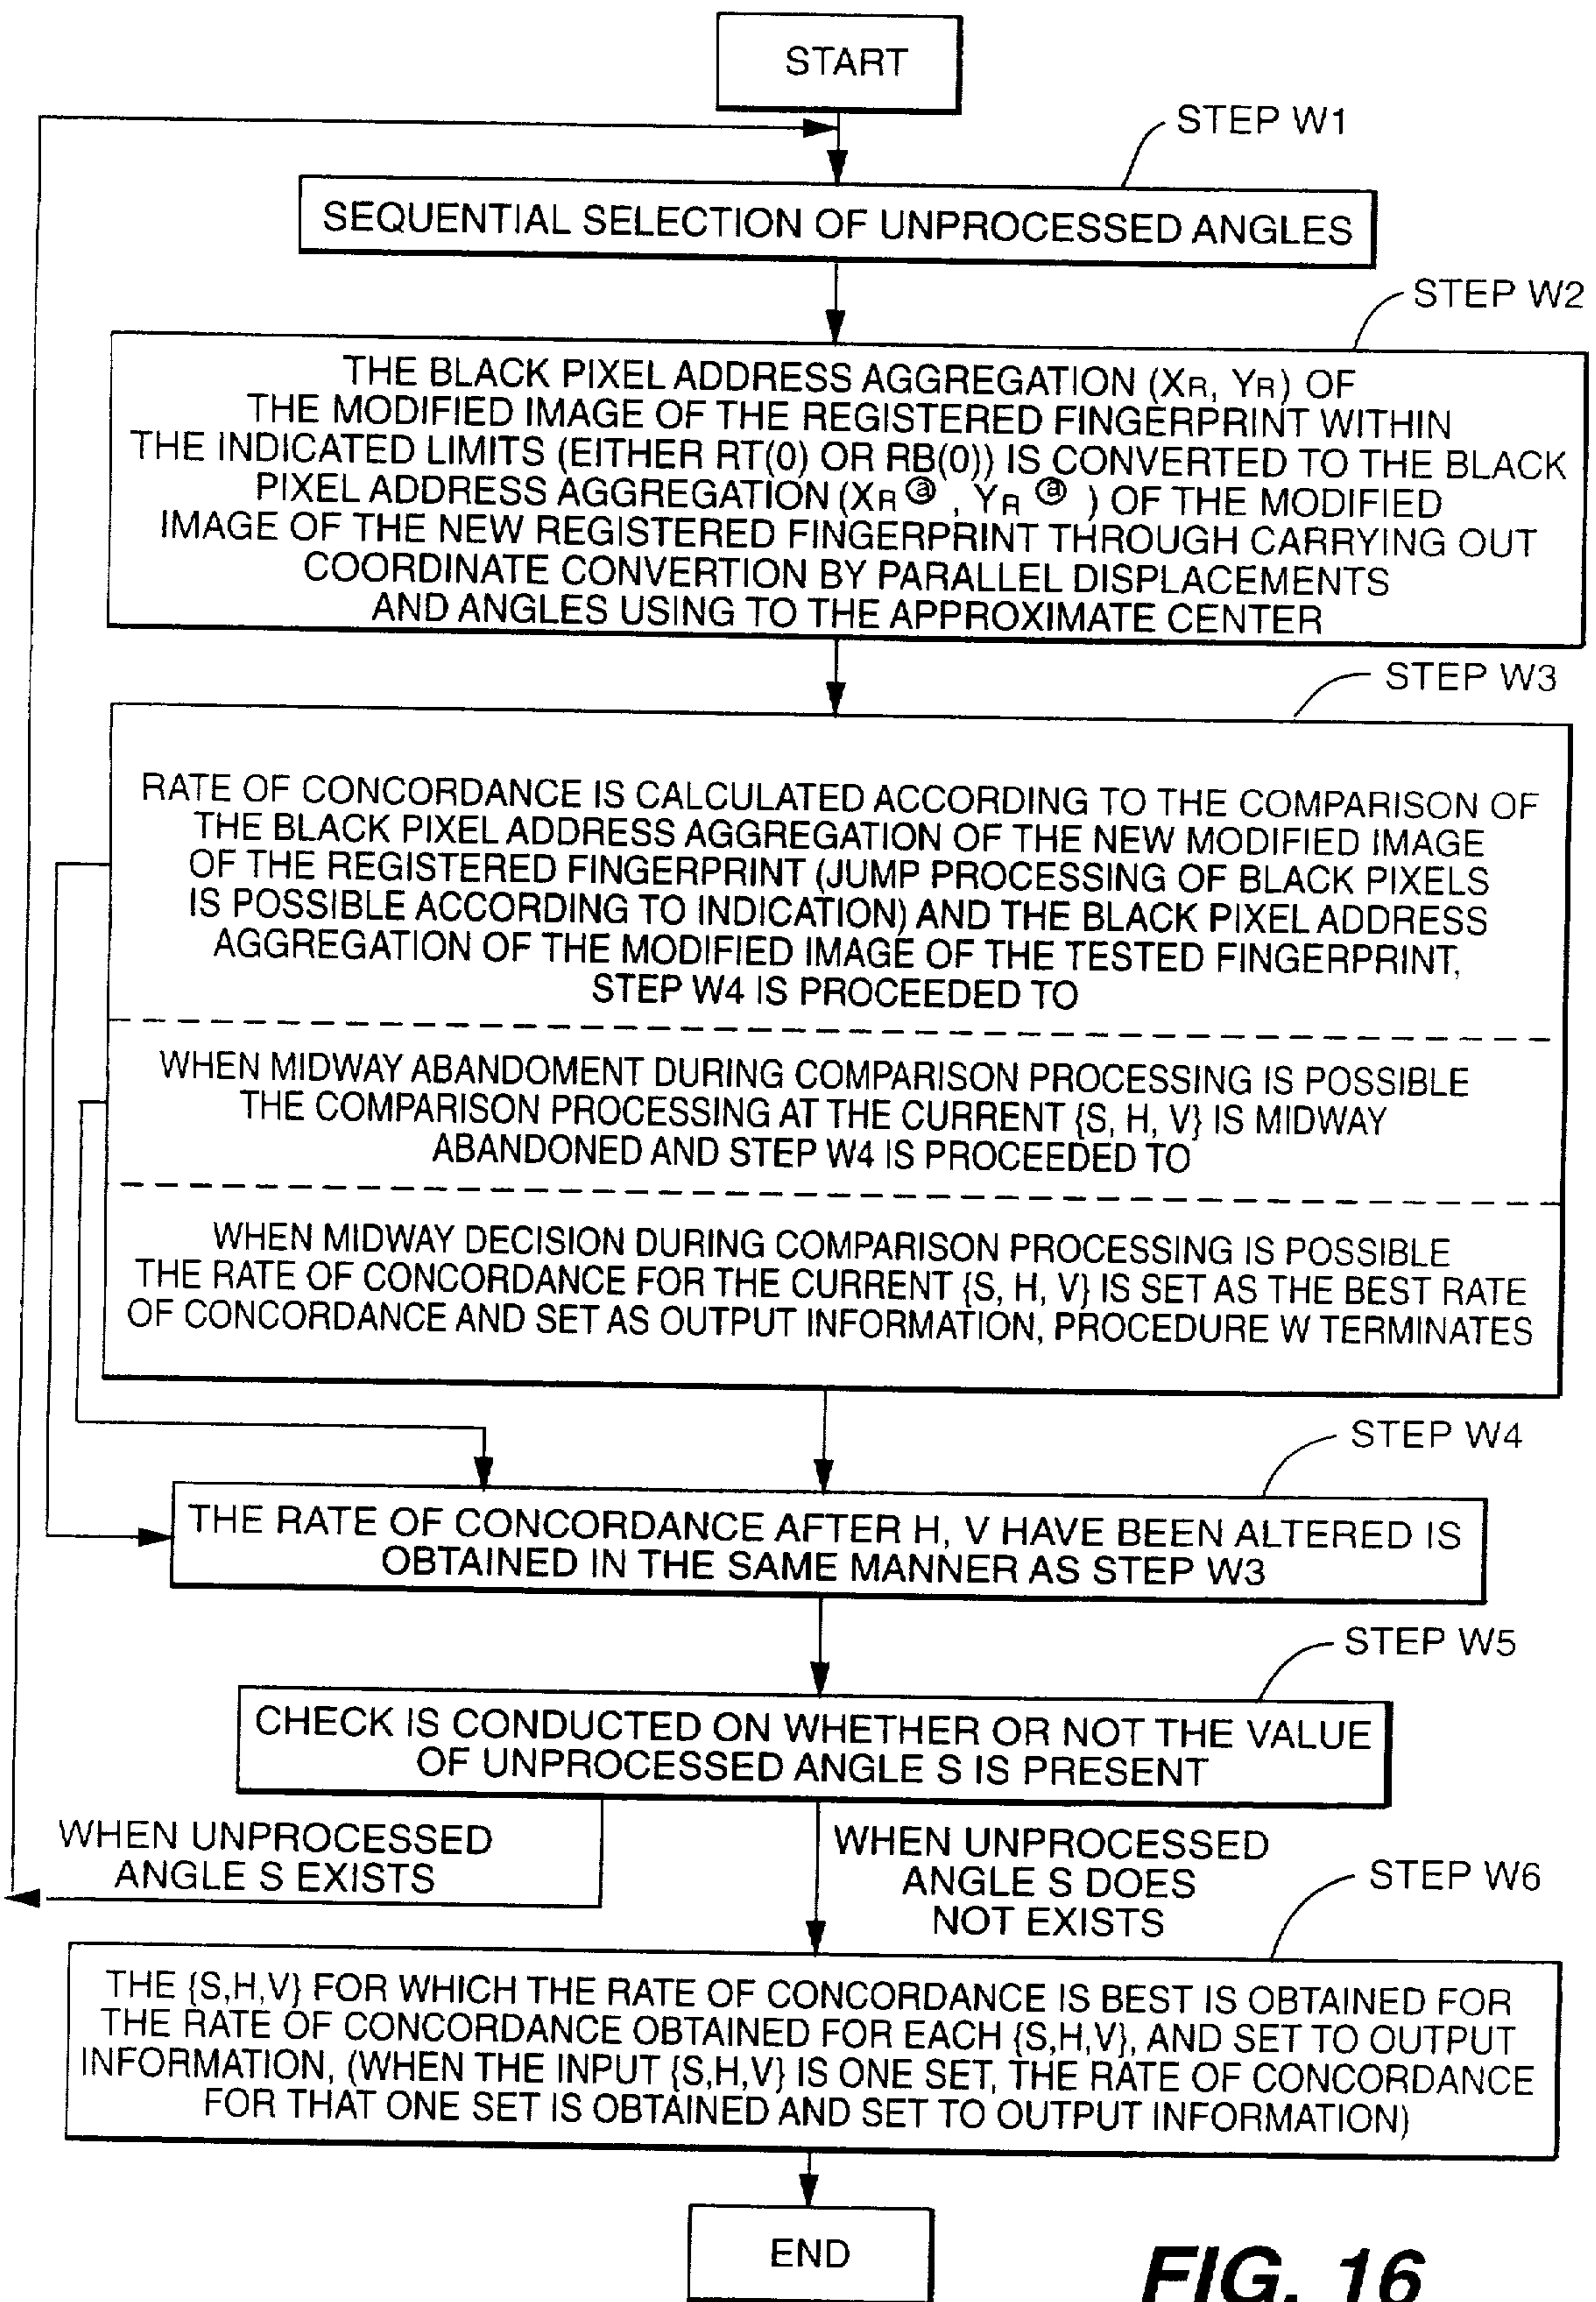 START
STEP W1
SEQUENTIAL SELECTION OF UNPROCESSED ANGLES
STEP W2
THE BLACK PIXEL ADDRESS AGGREGATION (XR, YR) OF
THE MODIFIED IMAGE OF THE REGISTERED FINGERPRINT WITHIN
THE INDICATED LIMITS (EITHER RT(0) OR RB(0)) IS CONVERTED TO THE BLACK
PIXEL ADDRESS AGGREGATION (XR ⓐ , YR ⓐ ) OF THE MODIFIED
IMAGE OF THE NEW REGISTERED FINGERPRINT THROUGH CARRYING OUT
COORDINATE CONVERTION BY PARALLEL DISPLACEMENTS
AND ANGLES USING TO THE APPROXIMATE CENTER
STEP W3
RATE OF CONCORDANCE IS CALCULATED ACCORDING TO THE COMPARISON OF
THE BLACK PIXEL ADDRESS AGGREGATION OF THE NEW MODIFIED IMAGE
OF THE REGISTERED FINGERPRINT (JUMP PROCESSING OF BLACK PIXELS
IS POSSIBLE ACCORDING TO INDICATION) AND THE BLACK PIXEL ADDRESS
AGGREGATION OF THE MODIFIED IMAGE OF THE TESTED FINGERPRINT,
STEP W4 IS PROCEEDED TO
WHEN MIDWAY ABANDOMENT DURING COMPARISON PROCESSING IS POSSIBLE
THE COMPARISON PROCESSING AT THE CURRENT {S, H, V} IS MIDWAY
ABANDONED AND STEP W4 IS PROCEEDED TO
WHEN MIDWAY DECISION DURING COMPARISON PROCESSING IS POSSIBLE
THE RATE OF CONCORDANCE FOR THE CURRENT {S, H, V} IS SET AS THE BEST RATE
OF CONCORDANCE AND SET AS OUTPUT INFORMATION, PROCEDURE W TERMINATES
STEP W4
THE RATE OF CONCORDANCE AFTER H, V HAVE BEEN ALTERED IS
OBTAINED IN THE SAME MANNER AS STEP W3
STEP W5
CHECK IS CONDUCTED ON WHETHER OR NOT THE VALUE
OF UNPROCESSED ANGLE S IS PRESENT
WHEN UNPROCESSED
ANGLE S EXISTS
WHEN UNPROCESSED
ANGLE S DOES
NOT EXISTS
STEP W6
THE {S,H,V} FOR WHICH THE RATE OF CONCORDANCE IS BEST IS OBTAINED FOR
THE RATE OF CONCORDANCE OBTAINED FOR EACH {S,H,V}, AND SET TO OUTPUT
INFORMATION, (WHEN THE INPUT {S,H,V} IS ONE SET, THE RATE OF CONCORDANCE
FOR THAT ONE SET IS OBTAINED AND SET TO OUTPUT INFORMATION)
END
FIG. 16